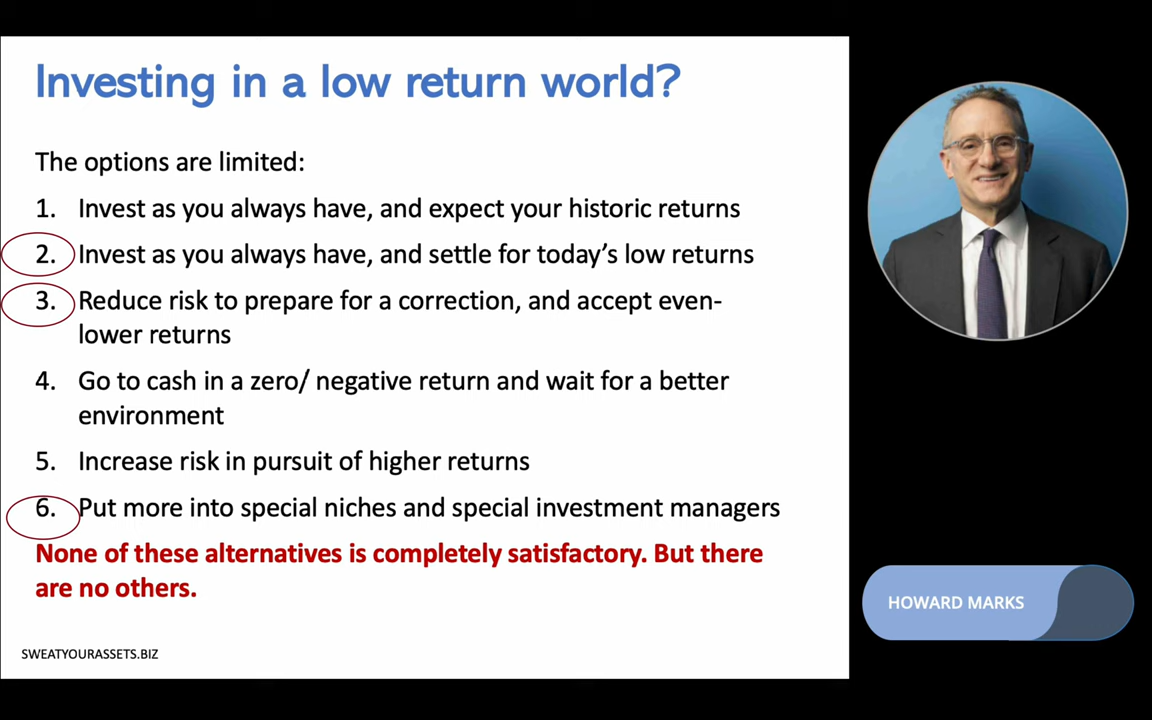 Investing in a low return world?
The options are limited:
1. Invest as you always have, and expect your historic returns
2. Invest as you always have, and settle for today’s low returns
3. Reduce risk to prepare for a correction, and accept even-
lower returns
4. Go to cash in a zero/ negative return and wait for a better
environment
5. Increase risk in pursuit of higher returns
6. Put more into special niches and special investment managers
None of these alternatives is completely satisfactory. But there
are no others.
SWEATYOURASSETS.BIZ
HOWARD MARKS